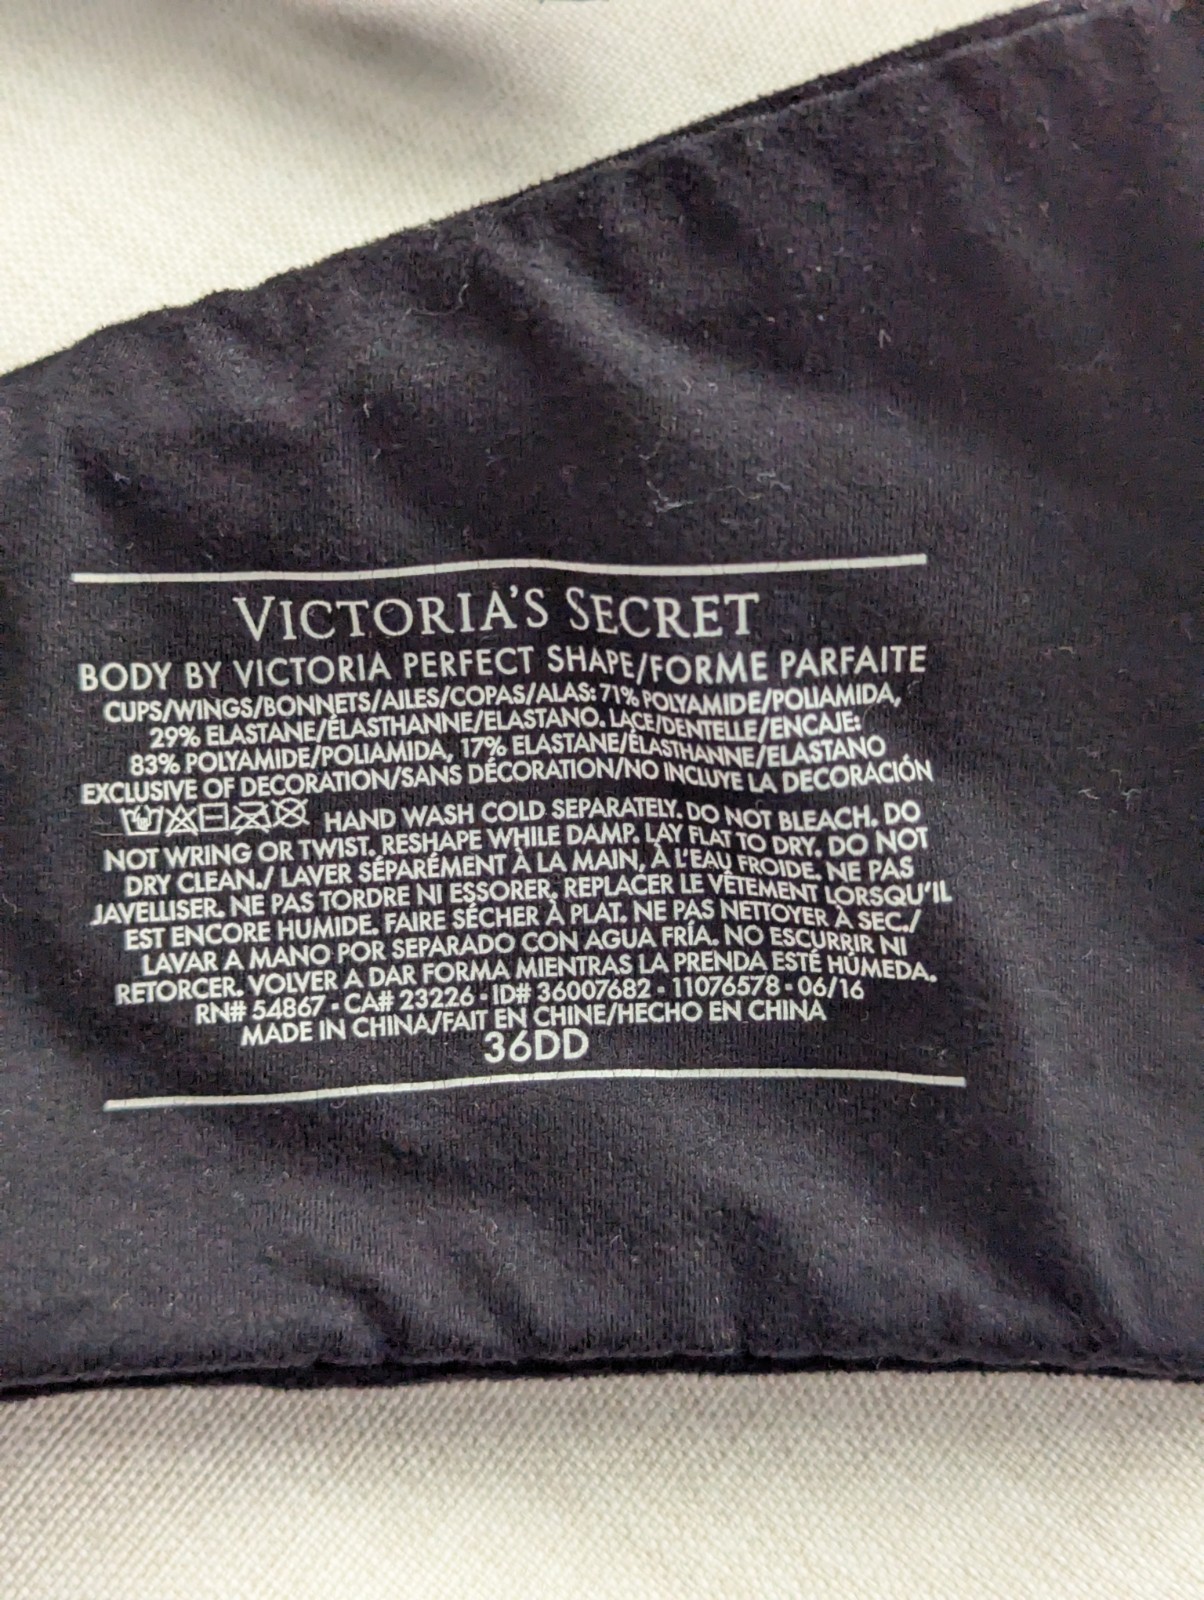 VICTORIA'S SECRET
BODY BY VICTORIA PERFECT SHAPE/FORME PARFAITE
CUPS/WINGS/BONNETS/AILES/COPAS/ALAS: 71% POLYAMIDE/POLIAMIDA,
29% ELASTANE/ÉLASTHANNE/ELASTANO. LACE/DENTELLE/ENCAJE:
83% POLYAMIDE/POLIAMIDA, 17% ELASTANE/ÉLASTHANNE/ELASTANO
EXCLUSIVE OF DECORATION/SANS DÉCORATION/NO INCLUYE LA DECORACIÓN
HAND WASH COLD SEPARATELY. DO NOT BLEACH. DO
NOT WRING OR TWIST. RESHAPE WHILE DAMP. LAY FLAT TO DRY. DO NOT
DRY CLEAN./ LAVER SÉPARÉMENT À LA MAIN, À L'EAU FROIDE. NE PAS
JAVELLISER. NE PAS TORDRE NI ESSORER. REPLACER LE VÊTEMENT LORSQU'IL
EST ENCORE HUMIDE. FAIRE SÉCHER À PLAT. NE PAS NETTOYER À SEC./
LAVAR A MANO POR SEPARADO CON AGUA FRÍA. NO ESCURRIR NI
RETORCER. VOLVER A DAR FORMA MIENTRAS LA PRENDA ESTÉ HÚMEDA.
RN# 54867 - CA# 23226 - ID# 36007682 - 11076578 - 06/16
MADE IN CHINA/FAIT EN CHINE/HECHO EN CHINA
36DD